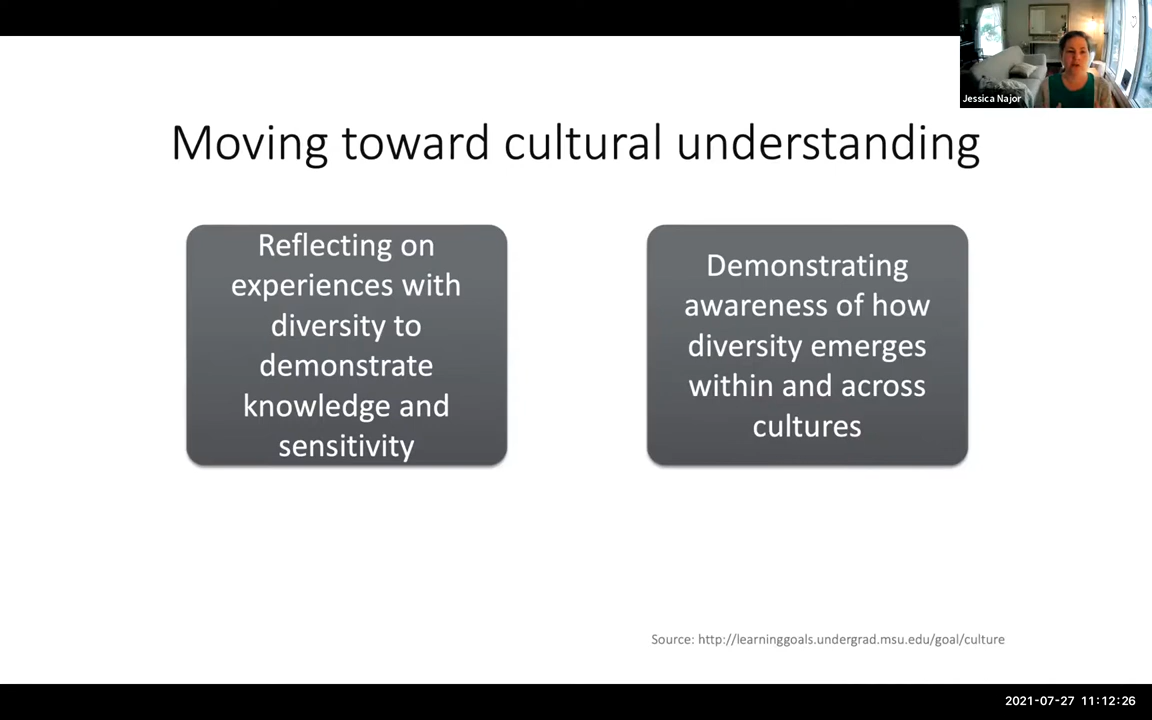 Jessica Najor
Moving toward cultural understanding
Reflecting on
experiences with
diversity to
demonstrate
knowledge and
sensitivity
Demonstrating
awareness of how
diversity emerges
within and across
cultures
Source: http://learninggoals.undergrad.msu.edu/goal/culture
2021-07-27 11:12:26